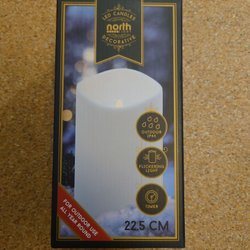 LED CANDLES
north
DECORATIVE
OUTDOOR
IP44
FLICKERING
LIGHT
TIMER
FOR OUTDOOR USE
ALL YEAR ROUND
22.5 CM